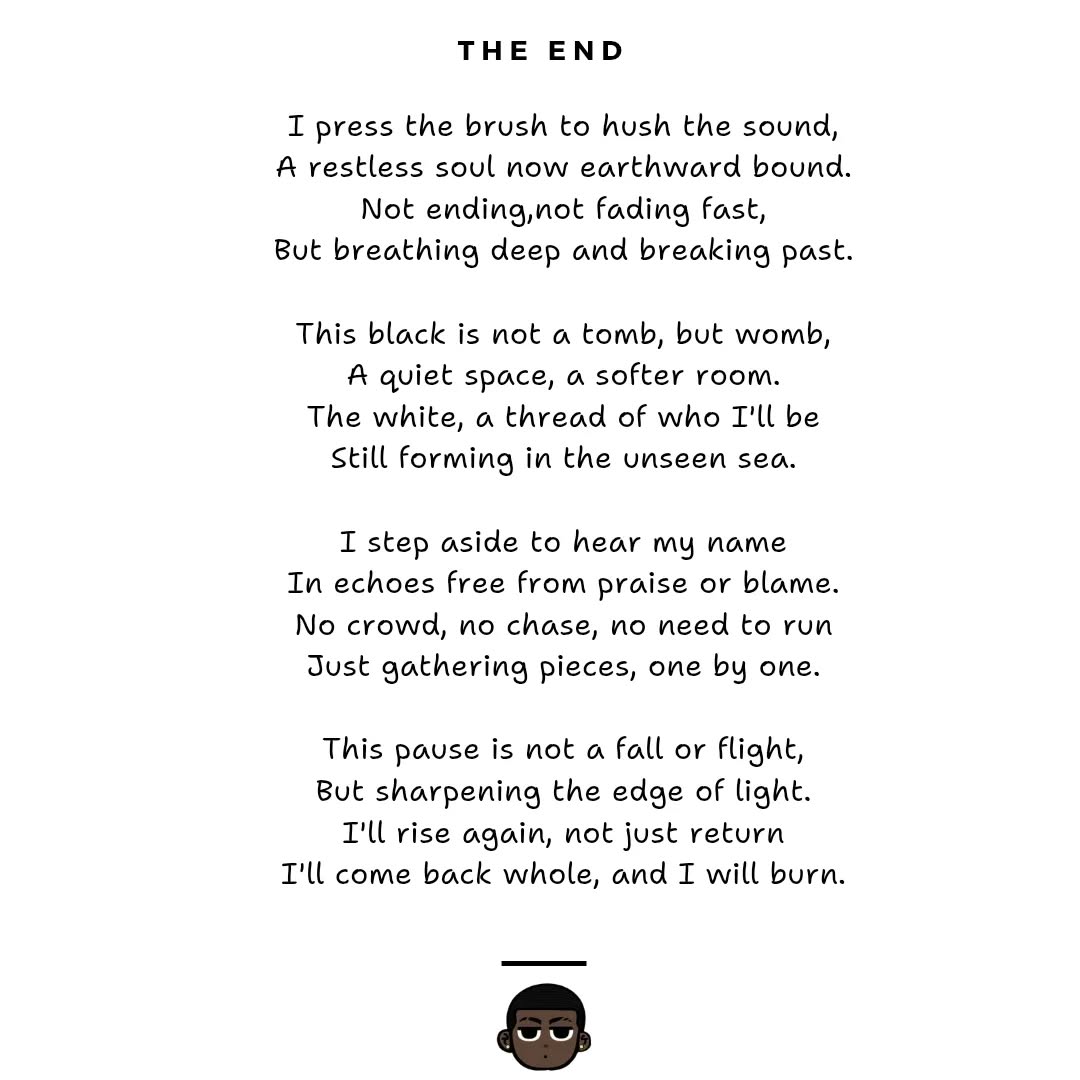 THE END
I press the brush to hush the sound,
A restless soul now earthward bound.
Not ending,not fading fast,
But breathing deep and breaking past.
This black is not a tomb, but womb,
A quiet space, a softer room.
The white, a thread of who I'll be
Still forming in the unseen sea.
I step aside to hear my name
In echoes free from praise or blame.
No crowd, no chase, no need to run
Just gathering pieces, one by one.
This pause is not a fall or flight,
But sharpening the edge of light.
I'll rise again, not just return
I'll come back whole, and I will burn.